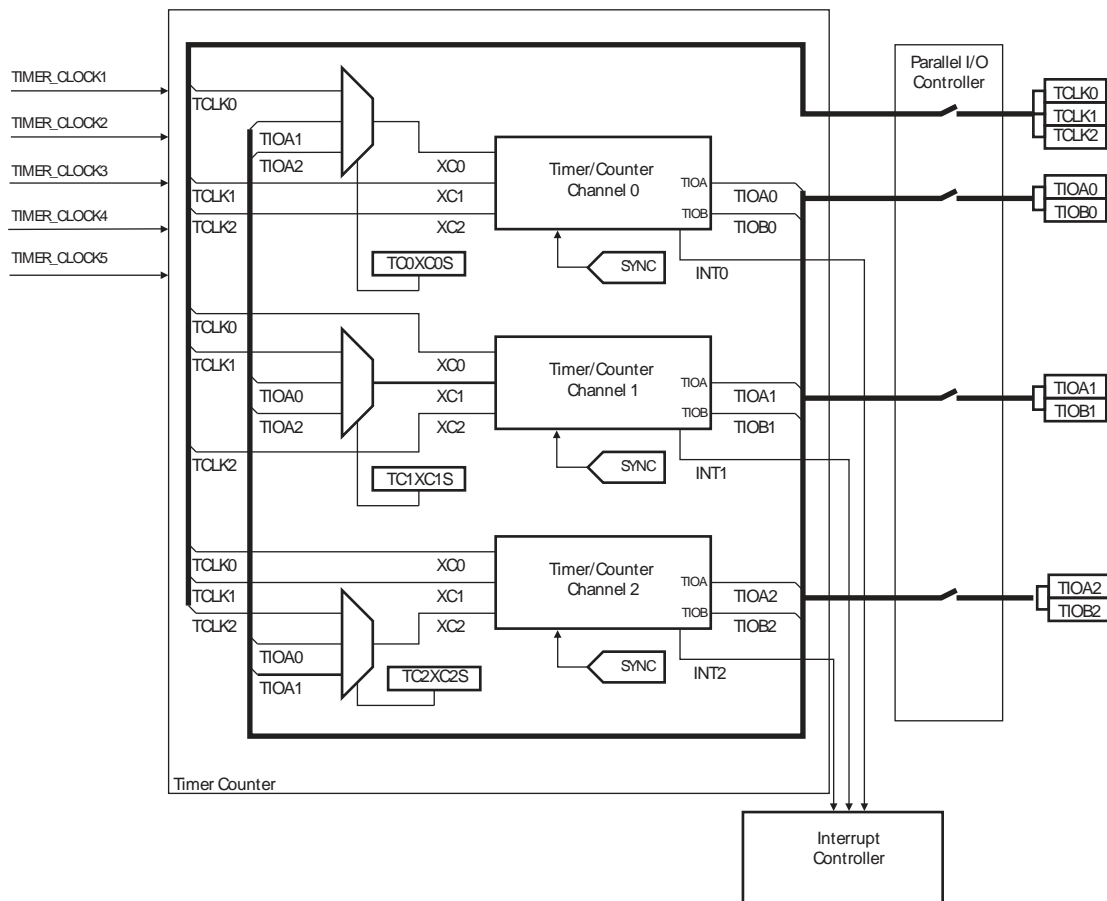 Parallel I/O
Controller
TIMER_CLOCK1
TIMER_CLOCK2
TIMER_CLOCK3
TIMER_CLOCK4
TIMER_CLOCK5
TCLK0
TIOA1
TIOA2
TCLK1
TCLK2
XC0
XC1
XC2
Timer/Counter
Channel 0
TIOA
TIOB
TIOA0
TIOB0
TC0XC0S
SYNC
INT0
TCLK0
TCLK1
TIOA0
TIOA2
TCLK2
XC0
XC1
XC2
Timer/Counter
Channel 1
TIOA
TIOB
TIOA1
TIOB1
TC1XC1S
SYNC
INT1
TCLK0
TCLK1
TCLK2
TIOA0
TIOA1
XC0
XC1
XC2
Timer/Counter
Channel 2
TIOA
TIOB
TIOA2
TIOB2
TC2XC2S
SYNC
INT2
TCLK0
TCLK1
TCLK2
TIOA0
TIOB0
TIOA1
TIOB1
TIOA2
TIOB2
Timer Counter
Interrupt
Controller